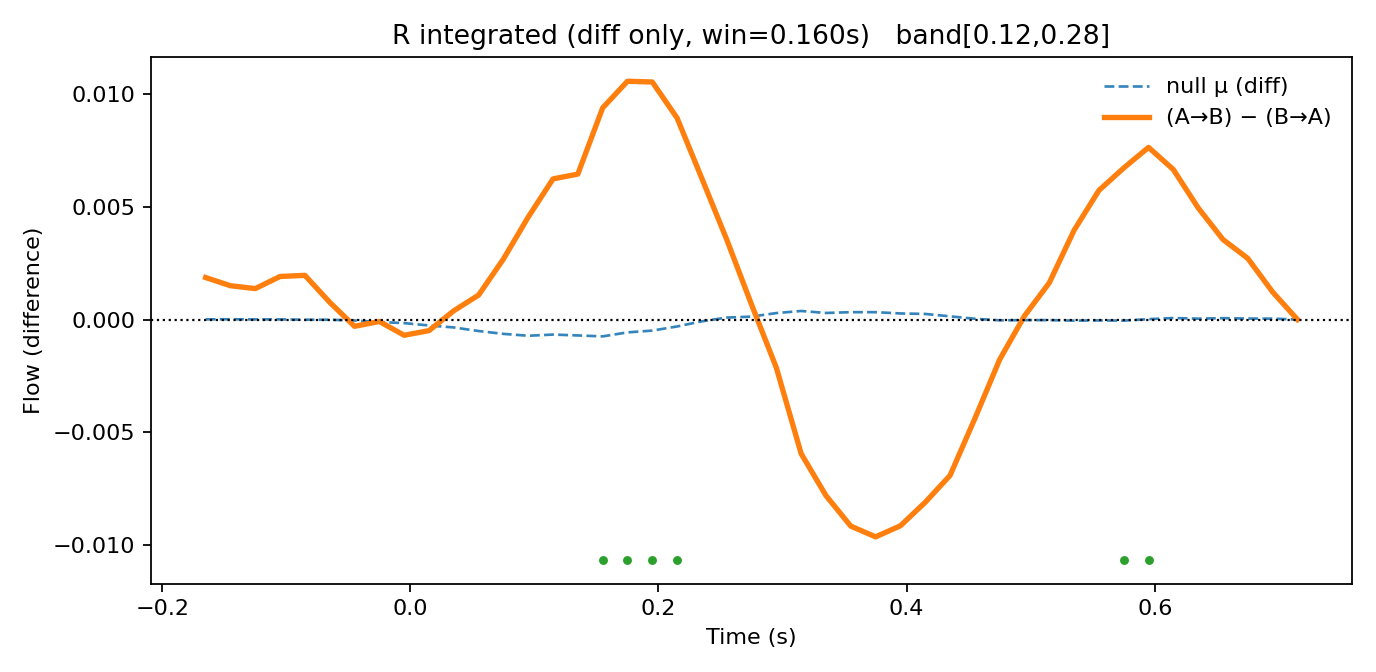 R integrated (diff only, win=0.160s)   band[0.12,0.28]
null μ (diff)
(A→B) − (B→A)
Flow (difference)
0.010
0.005
0.000
−0.005
−0.010
−0.2
0.0
0.2
0.4
0.6
Time (s)